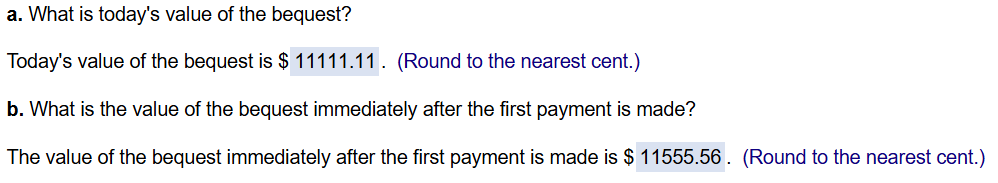 a. What is today's value of the bequest?
Today's value of the bequest is $ 11111.11. (Round to the nearest cent.)
b. What is the value of the bequest immediately after the first payment is made?
The value of the bequest immediately after the first payment is made is $ 11555.56. (Round to the nearest cent.)